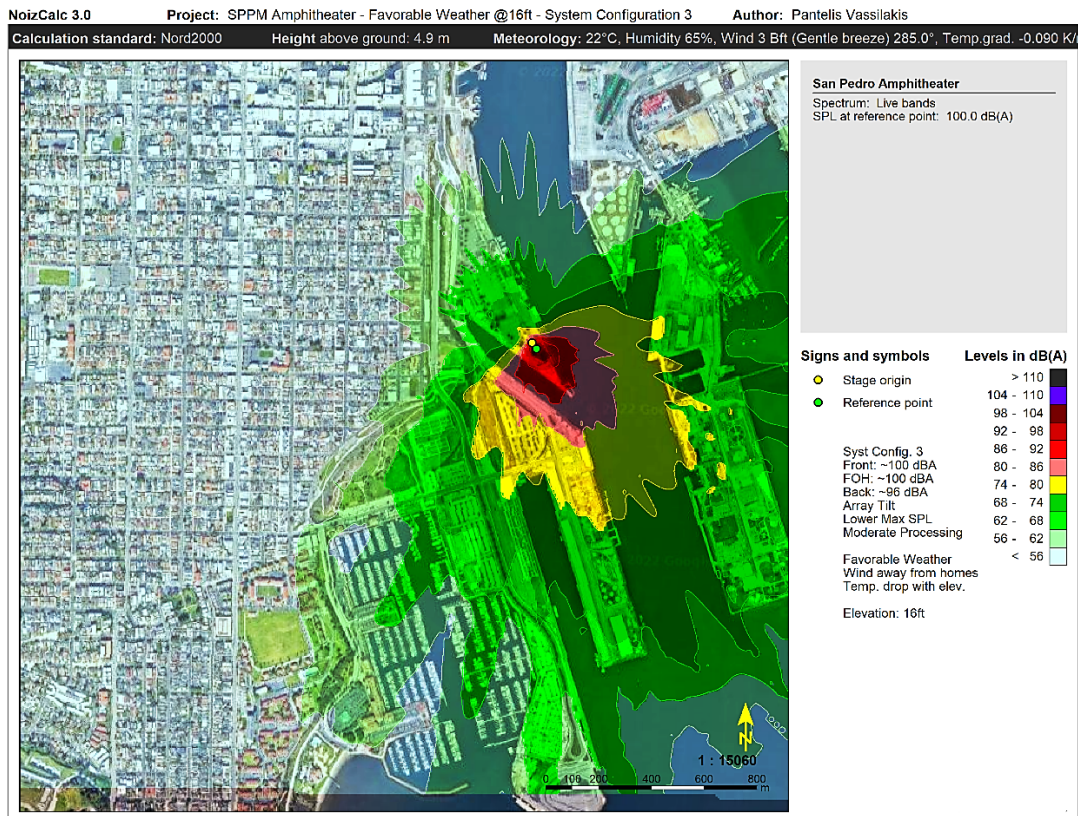 NoizCalc 3.0 Project: SPPM Amphitheater - Favorable Weather @16ft - System Configuration 3 Author: Pantelis Vassilakis
Calculation standard: Nord2000 Height above ground: 4.9 m Meteorology: 22°C, Humidity 65%, Wind 3 Bft (Gentle breeze) 285.0°, Temp.grad. -0.090 K/
San Pedro Amphitheater
Spectrum: Live bands
SPL at reference point: 100.0 dB(A)
Signs and symbols
Stage origin
Reference point
Syst Config. 3
Front: ~100 dBA
FOH: ~100 dBA
Back: ~96 dBA
Array Tilt
Lower Max SPL
Moderate Processing
Favorable Weather
Wind away from homes
Temp. drop with elev.
Elevation: 16ft
Levels in dB(A)
> 110
104 - 110
98 - 104
92 - 98
86 - 92
80 - 86
74 - 80
68 - 74
62 - 68
56 - 62
< 56
N
1 : 15060
0 100 200 400 600 800
m